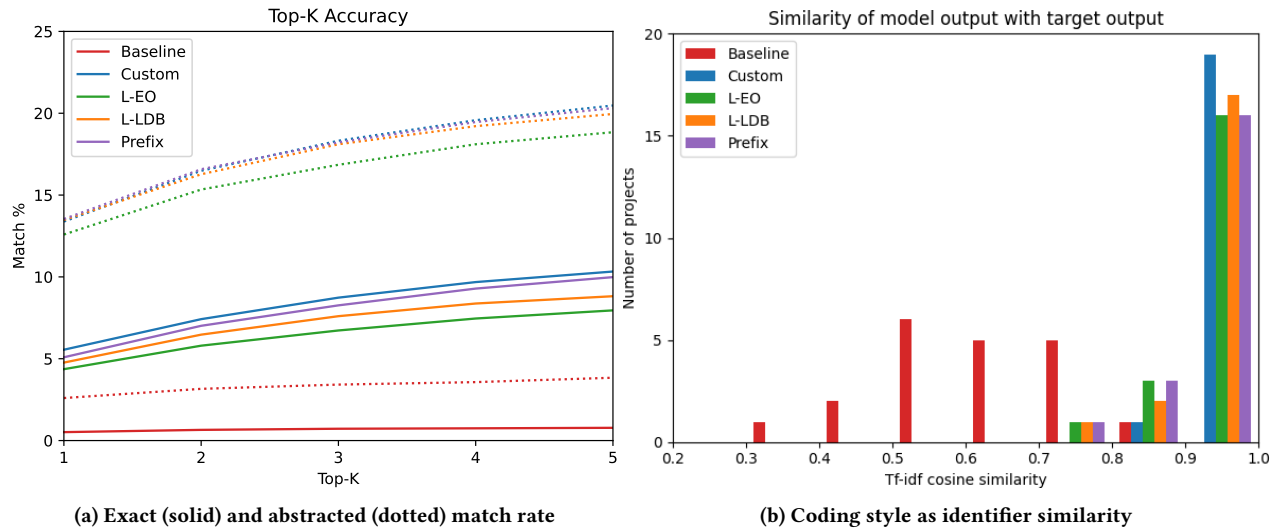 Top-K Accuracy
25
20
15
10
5
0
Match %
Baseline
Custom
L-EO
L-LDB
Prefix
1 2 3 4 5
Top-K
(a) Exact (solid) and abstracted (dotted) match rate
Similarity of model output with target output
20
15
10
5
0
Number of projects
Baseline
Custom
L-EO
L-LDB
Prefix
0.2 0.3 0.4 0.5 0.6 0.7 0.8 0.9 1.0
Tf-idf cosine similarity
(b) Coding style as identifier similarity